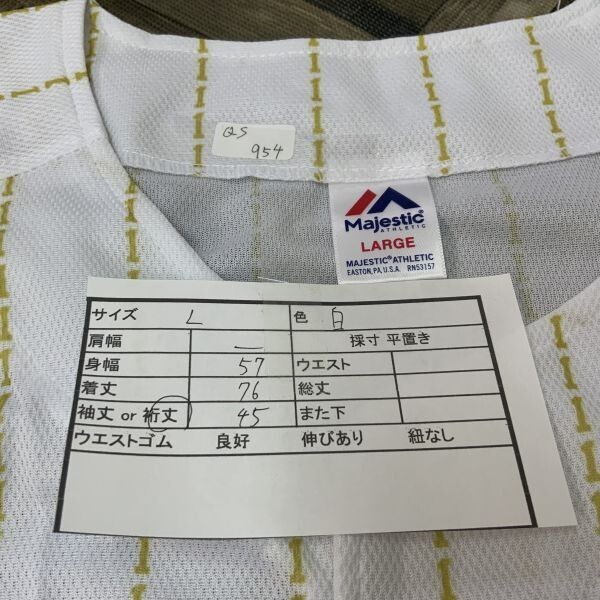 QS
954
Majestic®
ATHLETIC
LARGE
MAJESTIC® ATHLETIC
EASTON, PA, U.S.A. RN53157
サイズ L 色 白
肩幅 — 採寸 平置き
身幅 57 ウエスト
着丈 76 総丈
袖丈 or 裄丈 45 また下
ウエストゴム 良好 伸びあり 紐なし